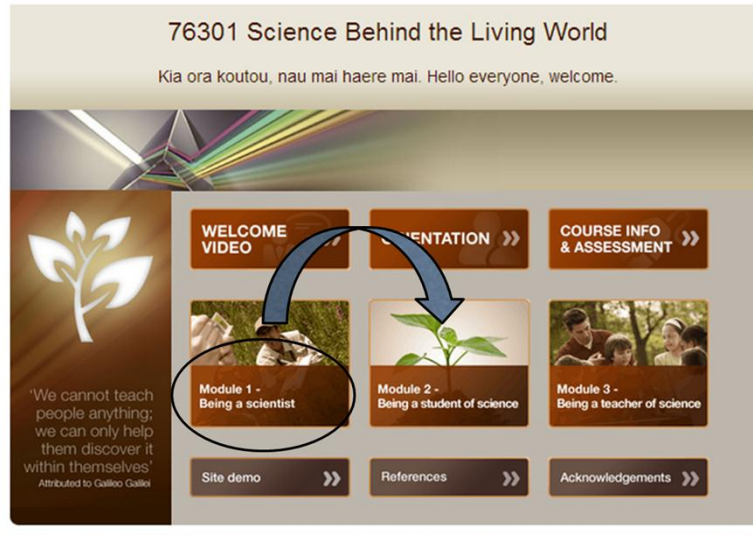 76301 Science Behind the Living World
Kia ora koutou, nau mai haere mai. Hello everyone, welcome.
WELCOME
VIDEO
ENTATION
COURSE INFO
& ASSESSMENT
Module 1 -
Being a scientist
Module 2 -
Being a student of science
Module 3 -
Being a teacher of science
'We cannot teach
people anything;
we can only help
them discover it
within themselves'
Attributed to Galileo Galilei
Site demo
References
Acknowledgements